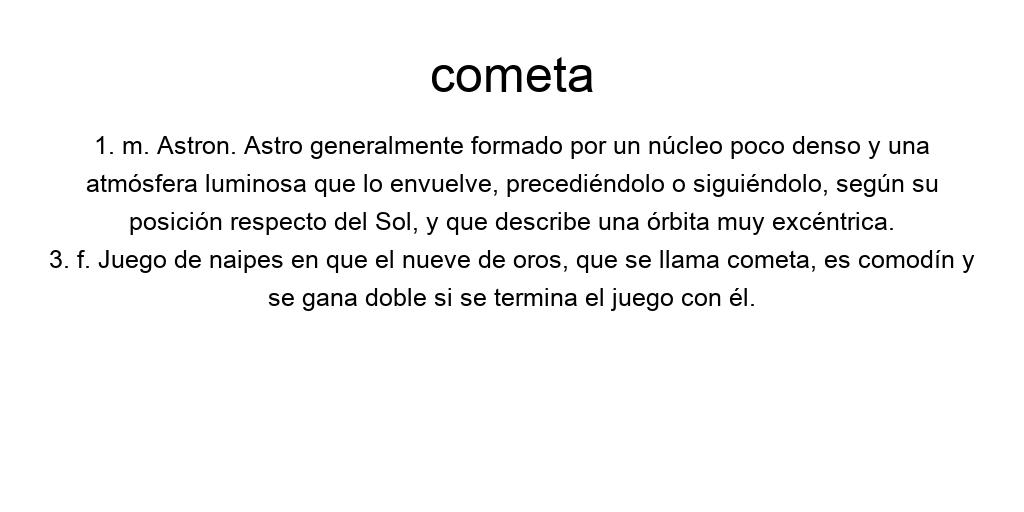 cometa
1. m. Astron. Astro generalmente formado por un núcleo poco denso y una
atmósfera luminosa que lo envuelve, precediéndolo o siguiéndolo, según su
posición respecto del Sol, y que describe una órbita muy excéntrica.
3. f. Juego de naipes en que el nueve de oros, que se llama cometa, es comodín y
se gana doble si se termina el juego con él.